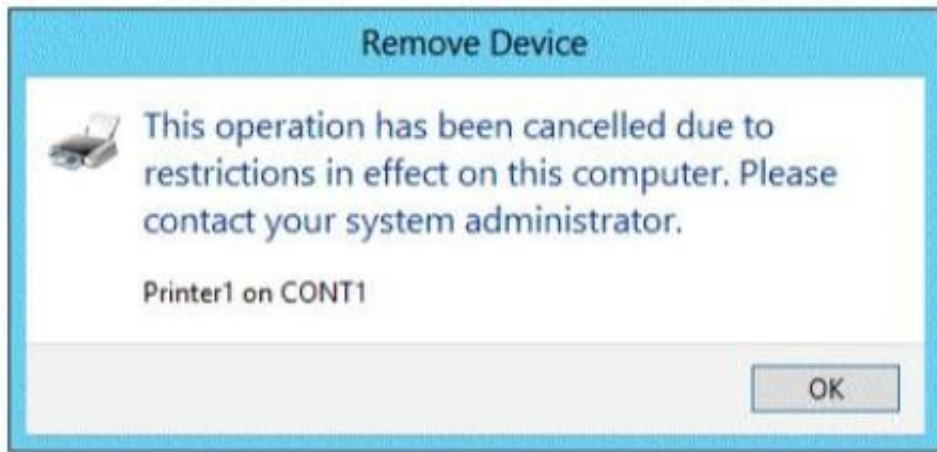 Remove Device
This operation has been cancelled due to
restrictions in effect on this computer. Please
contact your system administrator.
Printer1 on CONT1
OK